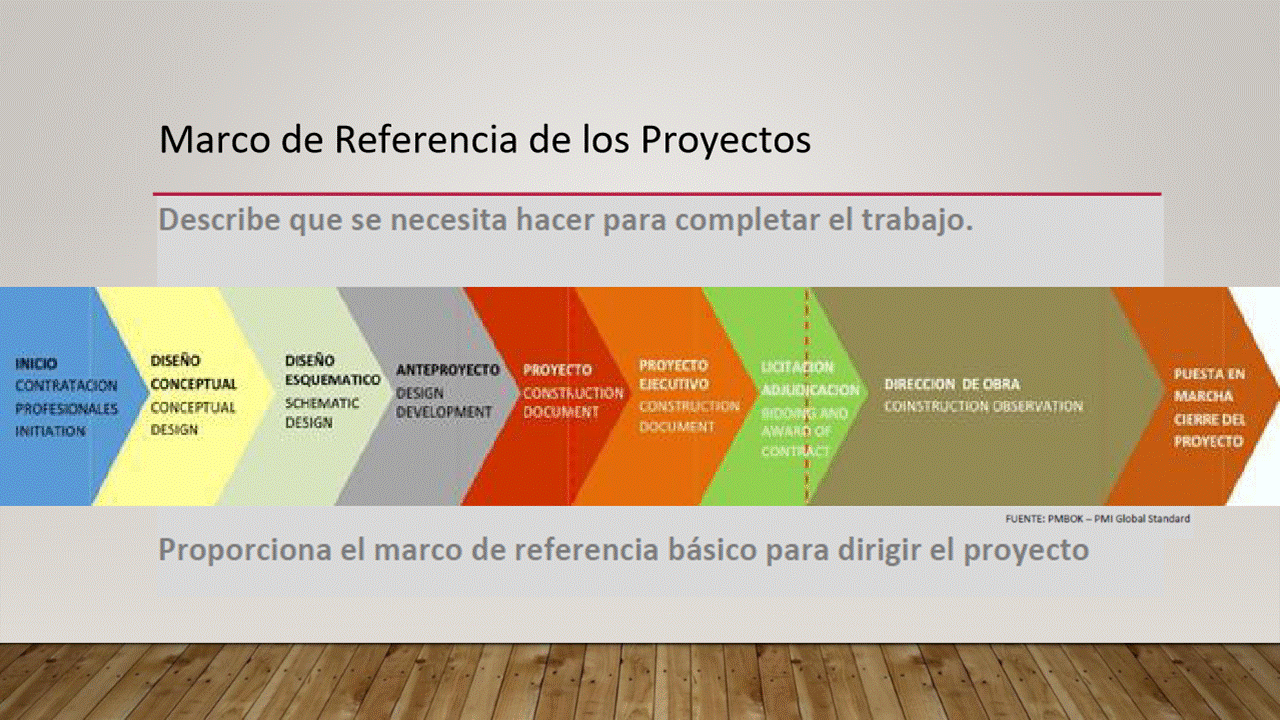 Marco de Referencia de los Proyectos
Describe que se necesita hacer para completar el trabajo.
INICIO
CONTRATACION
PROFESIONALES
INITIATION
DISEÑO
CONCEPTUAL
CONCEPTUAL
DESIGN
DISEÑO
ESQUEMATICO
SCHEMATIC
DESIGN
ANTEPROYECTO
DESIGN
DEVELOPMENT
PROYECTO
CONSTRUCTION
DOCUMENT
PROYECTO
EJECUTIVO
CONSTRUCTION
DOCUMENT
LICITACION
ADJUDICACION
BIDDING AND
AWARD OF
CONTRACT
DIRECCION DE OBRA
COINSTRUCTION OBSERVATION
PUESTA EN
MARCHA
CIERRE DEL
PROYECTO
FUENTE: PMBOK – PMI Global Standard
Proporciona el marco de referencia básico para dirigir el proyecto